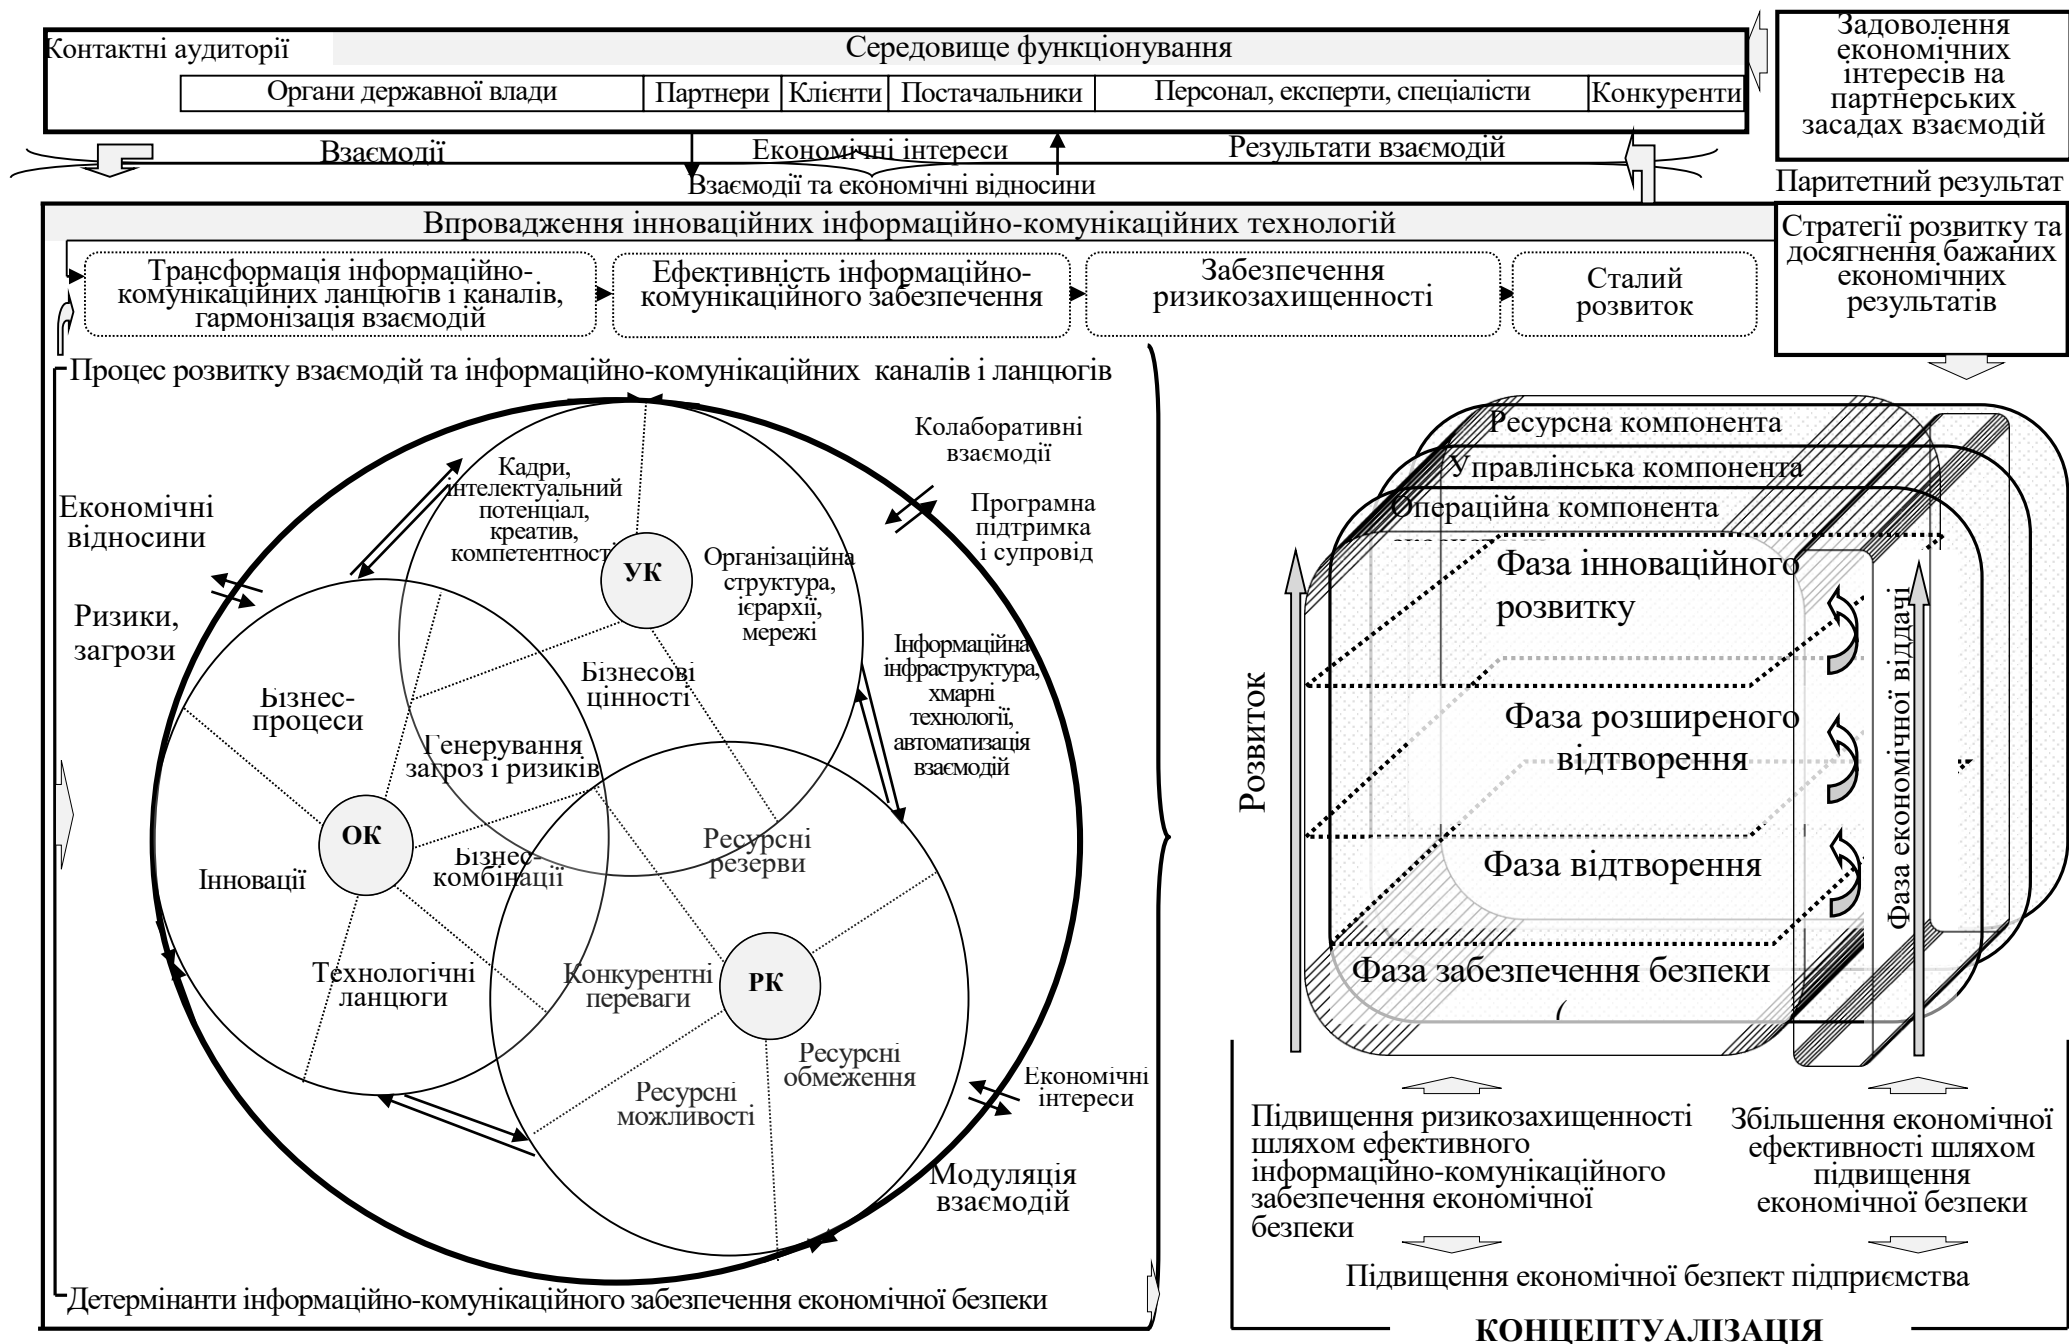 Контактні аудиторії
Середовище функціонування
Органи державної влади
Партнери
Клієнти
Постачальники
Персонал, експерти, спеціалісти
Конкуренти
Задоволення
економічних
інтересів на
партнерських
засадах взаємодій
Взаємодії
Економічні інтереси
Результати взаємодій
Взаємодії та економічні відносини
Паритетний результат
Впровадження інноваційних інформаційно-комунікаційних технологій
Стратегії розвитку та
досягнення бажаних
економічних
результатів
Трансформація інформаційно-
комунікаційних ланцюгів і каналів,
гармонізація взаємодій
Ефективність інформаційно-
комунікаційного забезпечення
Забезпечення
ризикозахищенності
Сталий
розвиток
Процес розвитку взаємодій та інформаційно-комунікаційних каналів і ланцюгів
Колаборативні
взаємодії
Програмна
підтримка
і супровід
Економічні
відносини
Ризики,
загрози
Кадри,
інтелектуальний
потенціал,
креатив,
компетентност
УК
Організаційна
структура,
ієрархії,
мережі
Інформаційна
інфраструктура,
хмарні
технології,
автоматизація
взаємодій
Бізнесові
цінності
Бізнес-
процеси
Генерування
загроз і ризиків
ОК
Інновації
Бізнес-
комбінації
Ресурсні
резерви
Технологічні
ланцюги
Конкурентні
переваги
РК
Ресурсні
обмеження
Ресурсні
можливості
Економічні
інтереси
Модуляція
взаємодій
Детермінанти інформаційно-комунікаційного забезпечення економічної безпеки
Ресурсна компонента
Управлінська компонента
Операційна компонента
Фаза інноваційного
розвитку
Фаза розширеного
відтворення
Фаза відтворення
Фаза забезпечення безпеки
(
Розвиток
Фаза економічної віддачі
Підвищення ризикозахищенності
шляхом ефективного
інформаційно-комунікаційного
забезпечення економічної
безпеки
Збільшення економічної
ефективності шляхом
підвищення
економічної безпеки
Підвищення економічної безпект підприємства
КОНЦЕПТУАЛІЗАЦІЯ